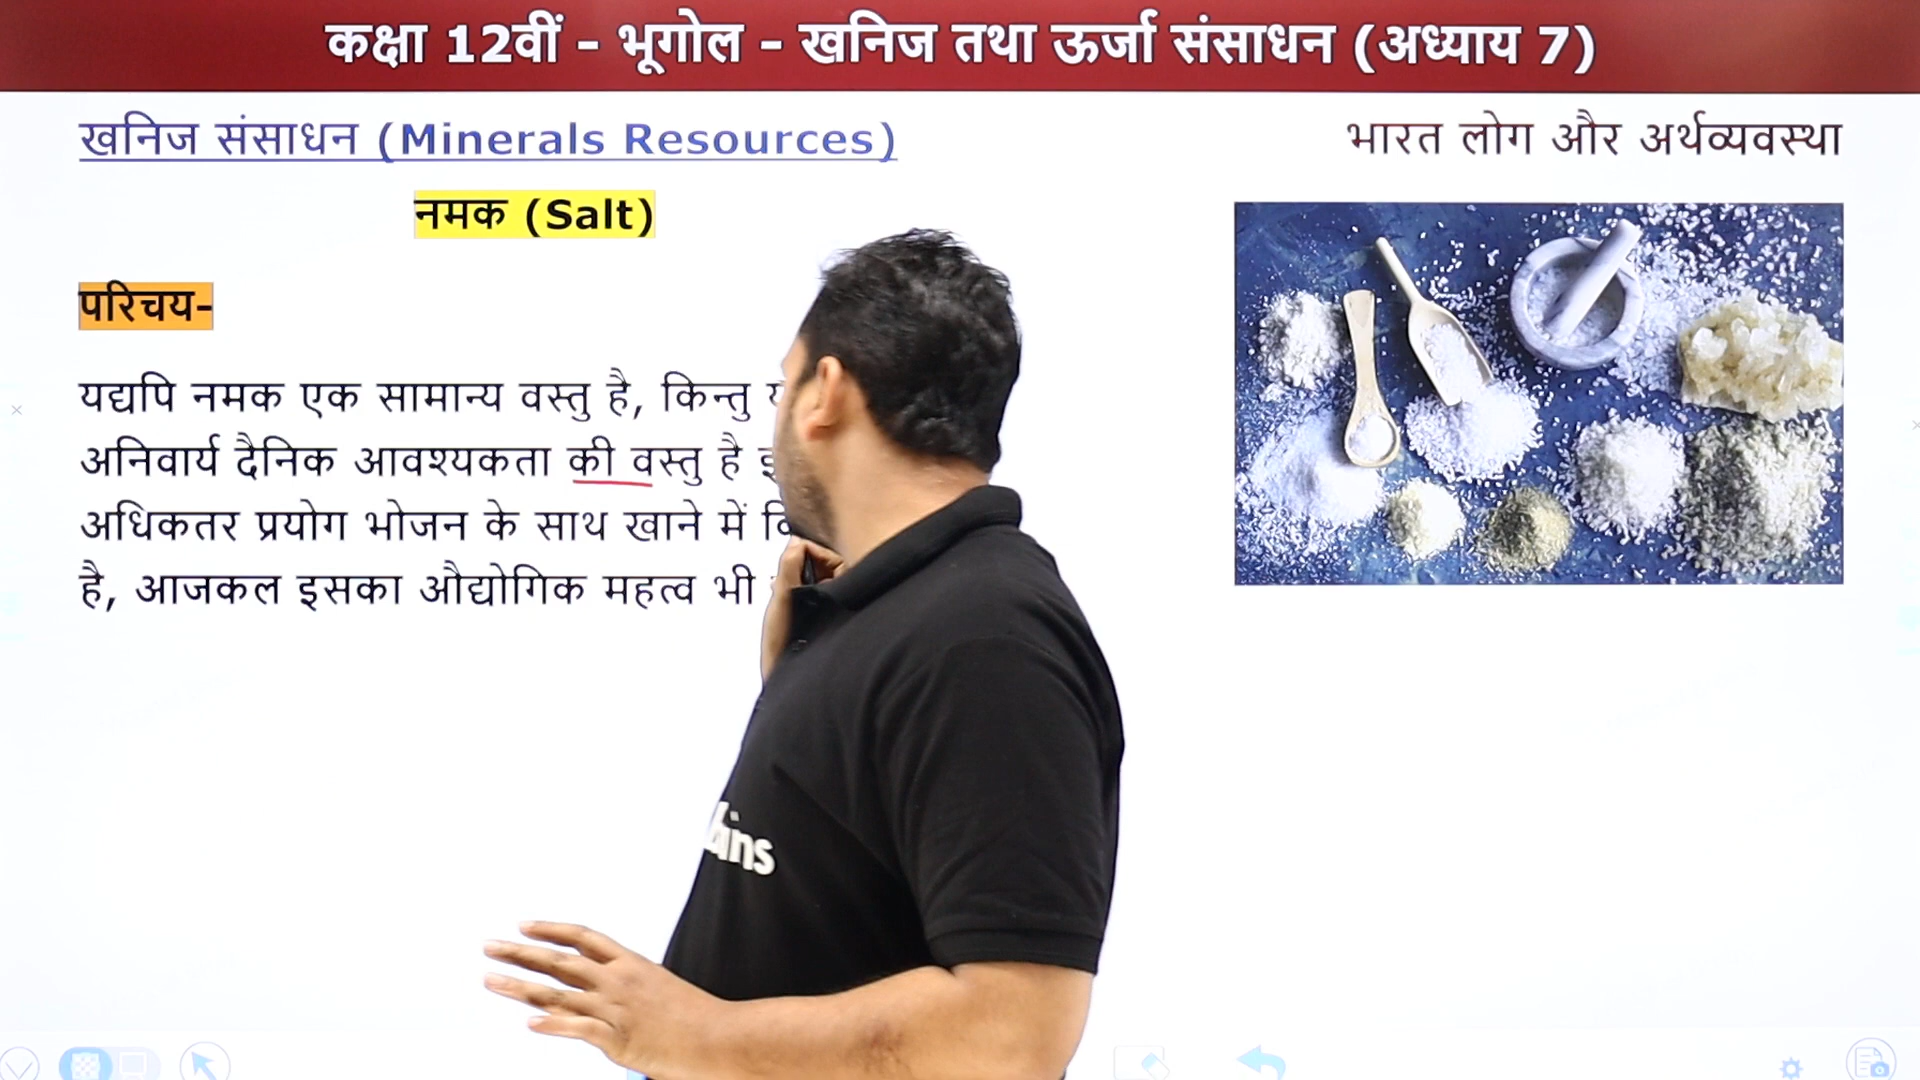 कक्षा 12वीं - भूगोल - खनिज तथा ऊर्जा संसाधन (अध्याय 7)
खनिज संसाधन (Minerals Resources)
भारत लोग और अर्थव्यवस्था
नमक (Salt)
परिचय-
यद्यपि नमक एक सामान्य वस्तु है, किन्तु
अनिवार्य दैनिक आवश्यकता की वस्तु है
अधिकतर प्रयोग भोजन के साथ खाने में
है, आजकल इसका औद्योगिक महत्व भी